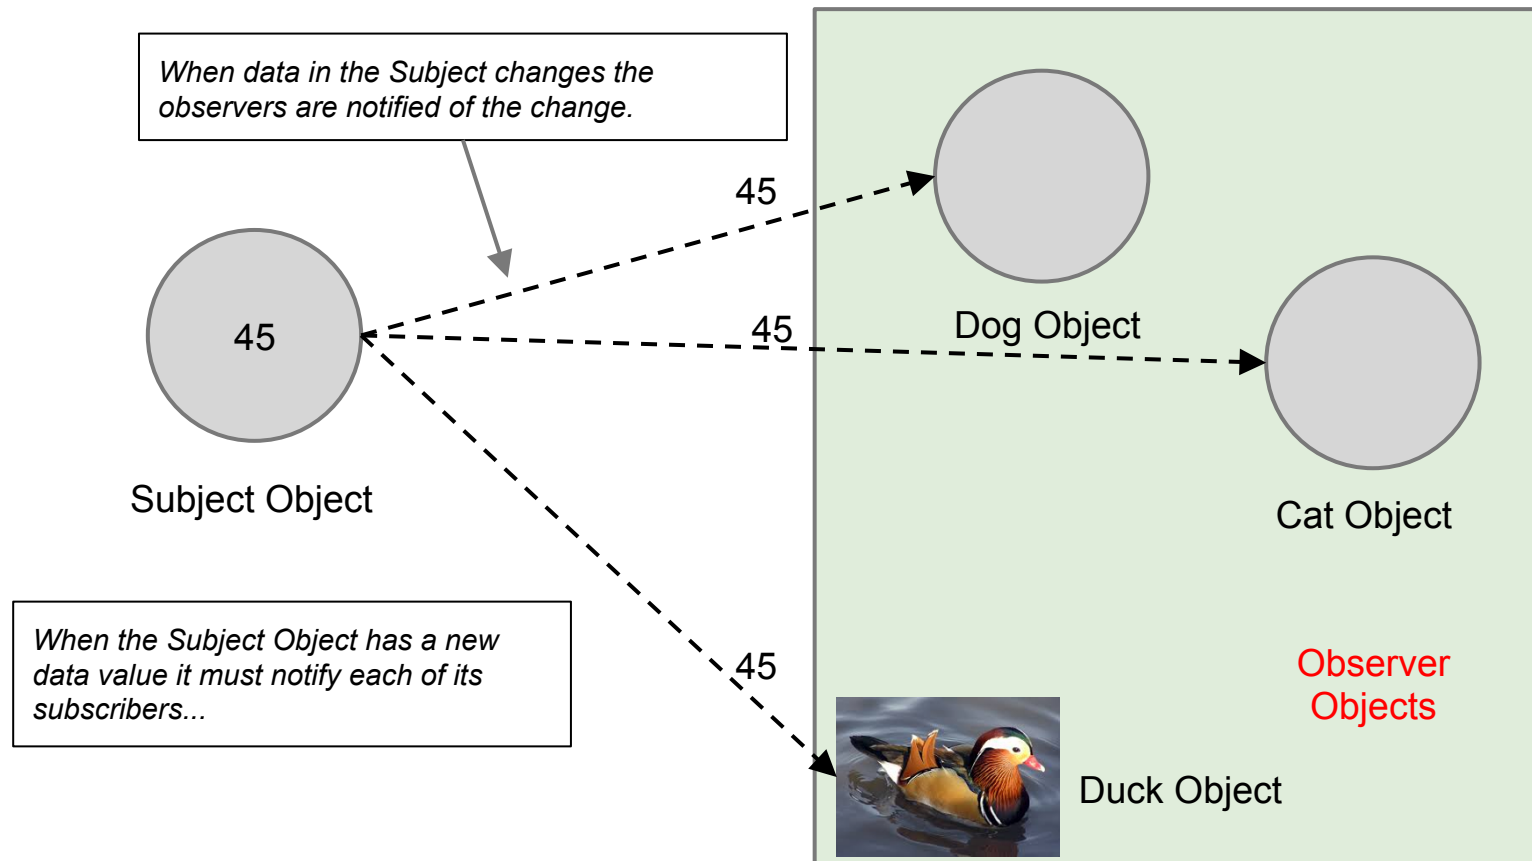 When data in the Subject changes the
observers are notified of the change.
45
45
Dog Object
45
Subject Object
Cat Object
When the Subject Object has a new
data value it must notify each of its
subscribers...
45
Observer
Objects
Duck Object